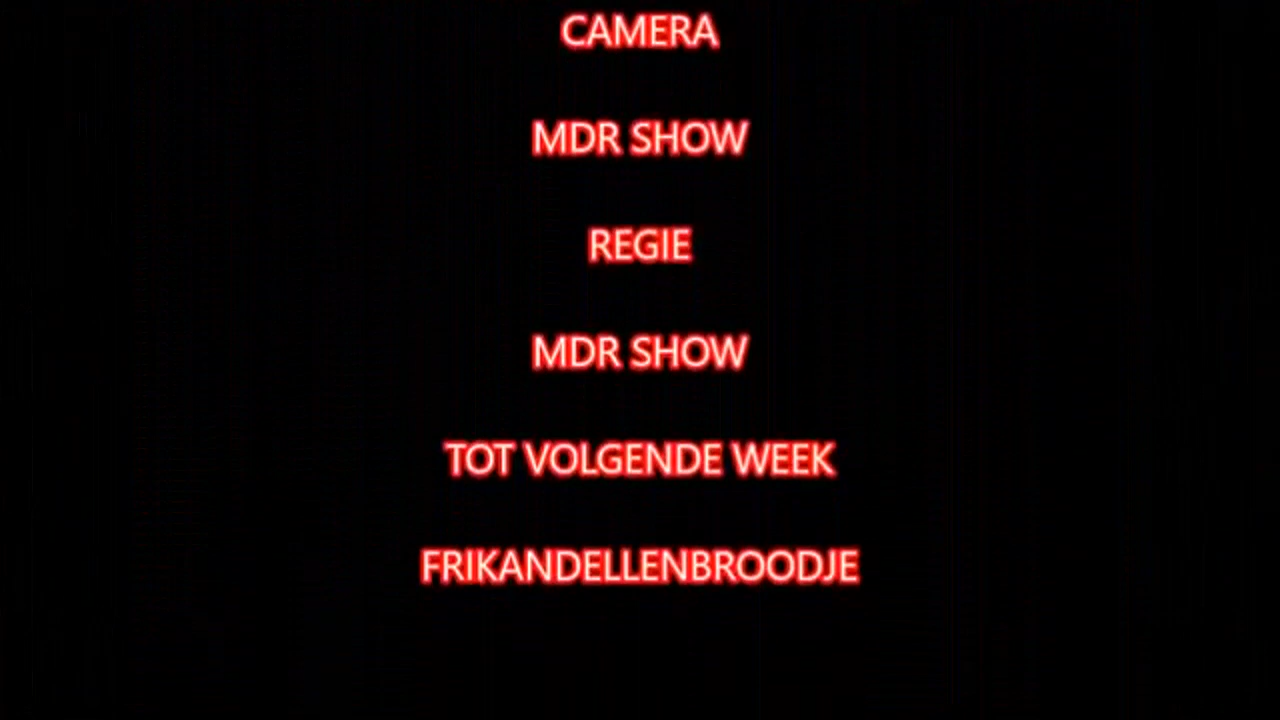 CAMERA
MDR SHOW
REGIE
MDR SHOW
TOT VOLGENDE WEEK
FRIKANDELLENBROODJE